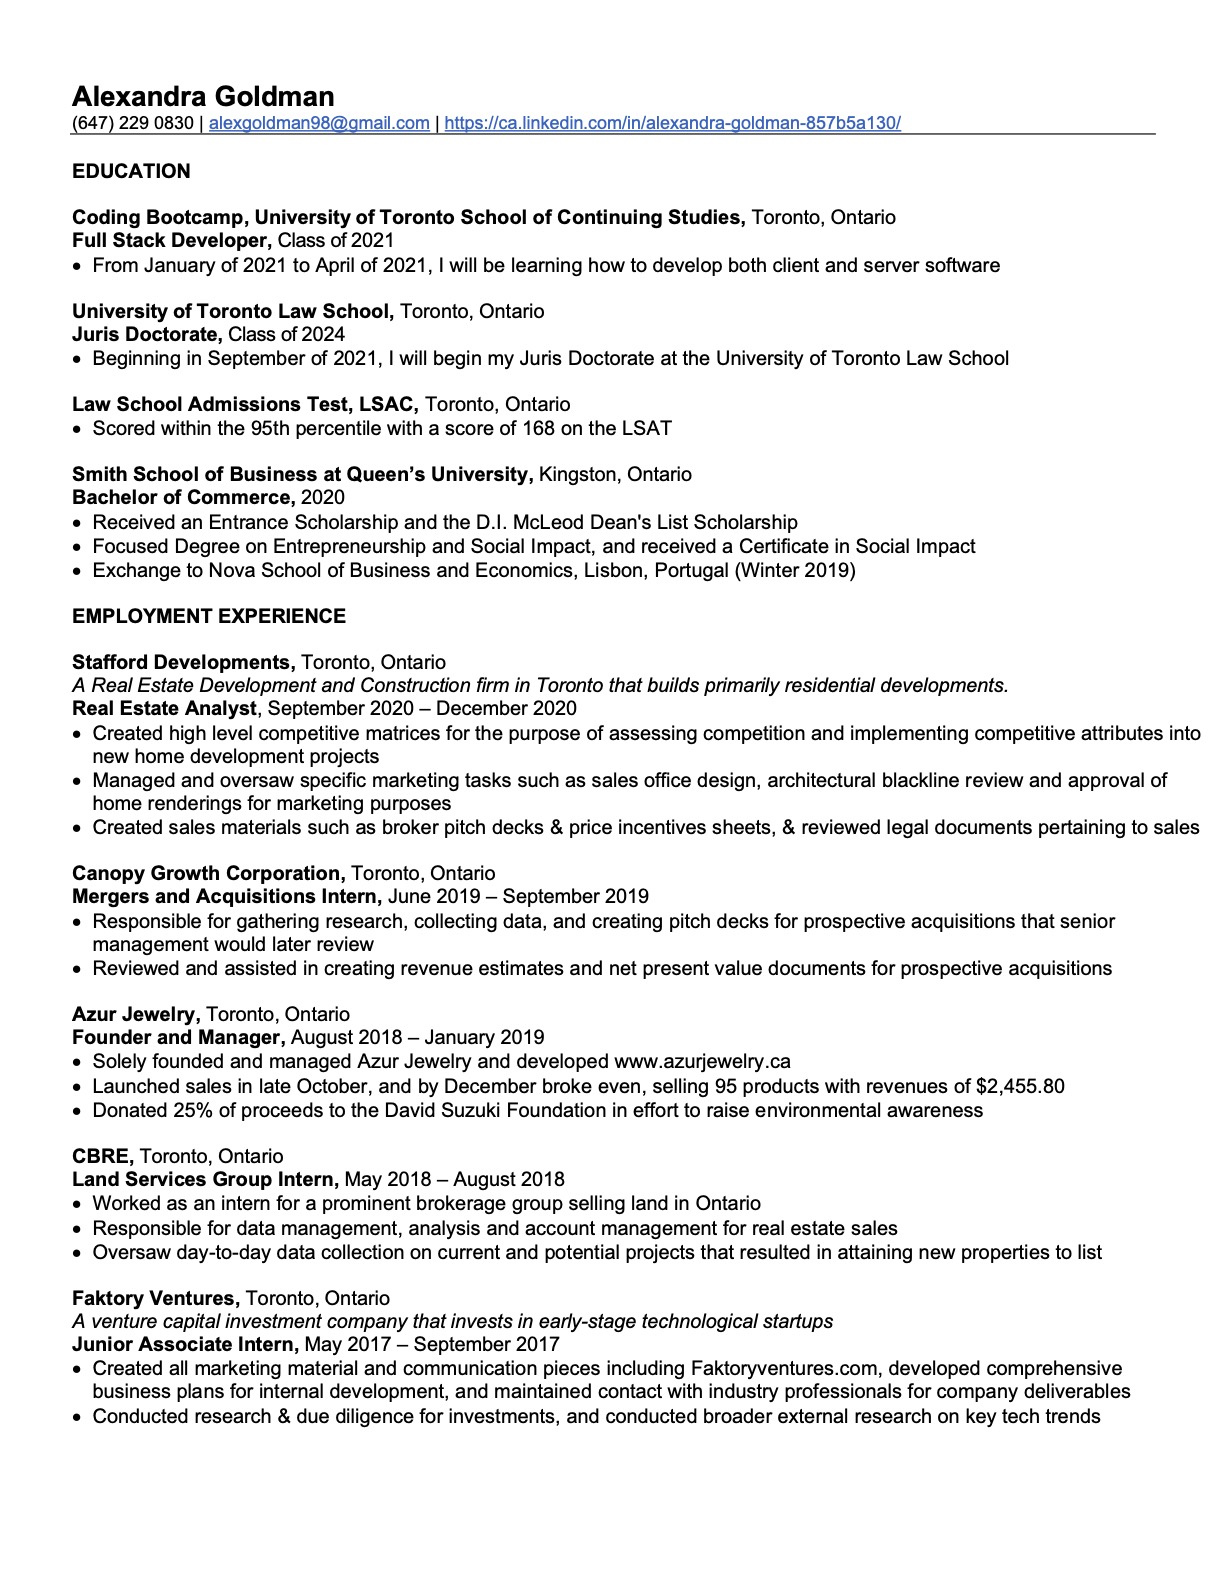 Alexandra Goldman
(647) 229 0830 | alexgoldman98@gmail.com | https://ca.linkedin.com/in/alexandra-goldman-857b5a130/
EDUCATION
Coding Bootcamp, University of Toronto School of Continuing Studies, Toronto, Ontario
Full Stack Developer, Class of 2021
• From January of 2021 to April of 2021, I will be learning how to develop both client and server software
University of Toronto Law School, Toronto, Ontario
Juris Doctorate, Class of 2024
• Beginning in September of 2021, I will begin my Juris Doctorate at the University of Toronto Law School
Law School Admissions Test, LSAC, Toronto, Ontario
• Scored within the 95th percentile with a score of 168 on the LSAT
Smith School of Business at Queen’s University, Kingston, Ontario
Bachelor of Commerce, 2020
• Received an Entrance Scholarship and the D.I. McLeod Dean's List Scholarship
• Focused Degree on Entrepreneurship and Social Impact, and received a Certificate in Social Impact
• Exchange to Nova School of Business and Economics, Lisbon, Portugal (Winter 2019)
EMPLOYMENT EXPERIENCE
Stafford Developments, Toronto, Ontario
A Real Estate Development and Construction firm in Toronto that builds primarily residential developments.
Real Estate Analyst, September 2020 – December 2020
• Created high level competitive matrices for the purpose of assessing competition and implementing competitive attributes into
new home development projects
• Managed and oversaw specific marketing tasks such as sales office design, architectural blackline review and approval of
home renderings for marketing purposes
• Created sales materials such as broker pitch decks & price incentives sheets, & reviewed legal documents pertaining to sales
Canopy Growth Corporation, Toronto, Ontario
Mergers and Acquisitions Intern, June 2019 – September 2019
• Responsible for gathering research, collecting data, and creating pitch decks for prospective acquisitions that senior
management would later review
• Reviewed and assisted in creating revenue estimates and net present value documents for prospective acquisitions
Azur Jewelry, Toronto, Ontario
Founder and Manager, August 2018 – January 2019
• Solely founded and managed Azur Jewelry and developed www.azurjewelry.ca
• Launched sales in late October, and by December broke even, selling 95 products with revenues of $2,455.80
• Donated 25% of proceeds to the David Suzuki Foundation in effort to raise environmental awareness
CBRE, Toronto, Ontario
Land Services Group Intern, May 2018 – August 2018
• Worked as an intern for a prominent brokerage group selling land in Ontario
• Responsible for data management, analysis and account management for real estate sales
• Oversaw day-to-day data collection on current and potential projects that resulted in attaining new properties to list
Faktory Ventures, Toronto, Ontario
A venture capital investment company that invests in early-stage technological startups
Junior Associate Intern, May 2017 – September 2017
• Created all marketing material and communication pieces including Faktoryventures.com, developed comprehensive
business plans for internal development, and maintained contact with industry professionals for company deliverables
• Conducted research & due diligence for investments, and conducted broader external research on key tech trends